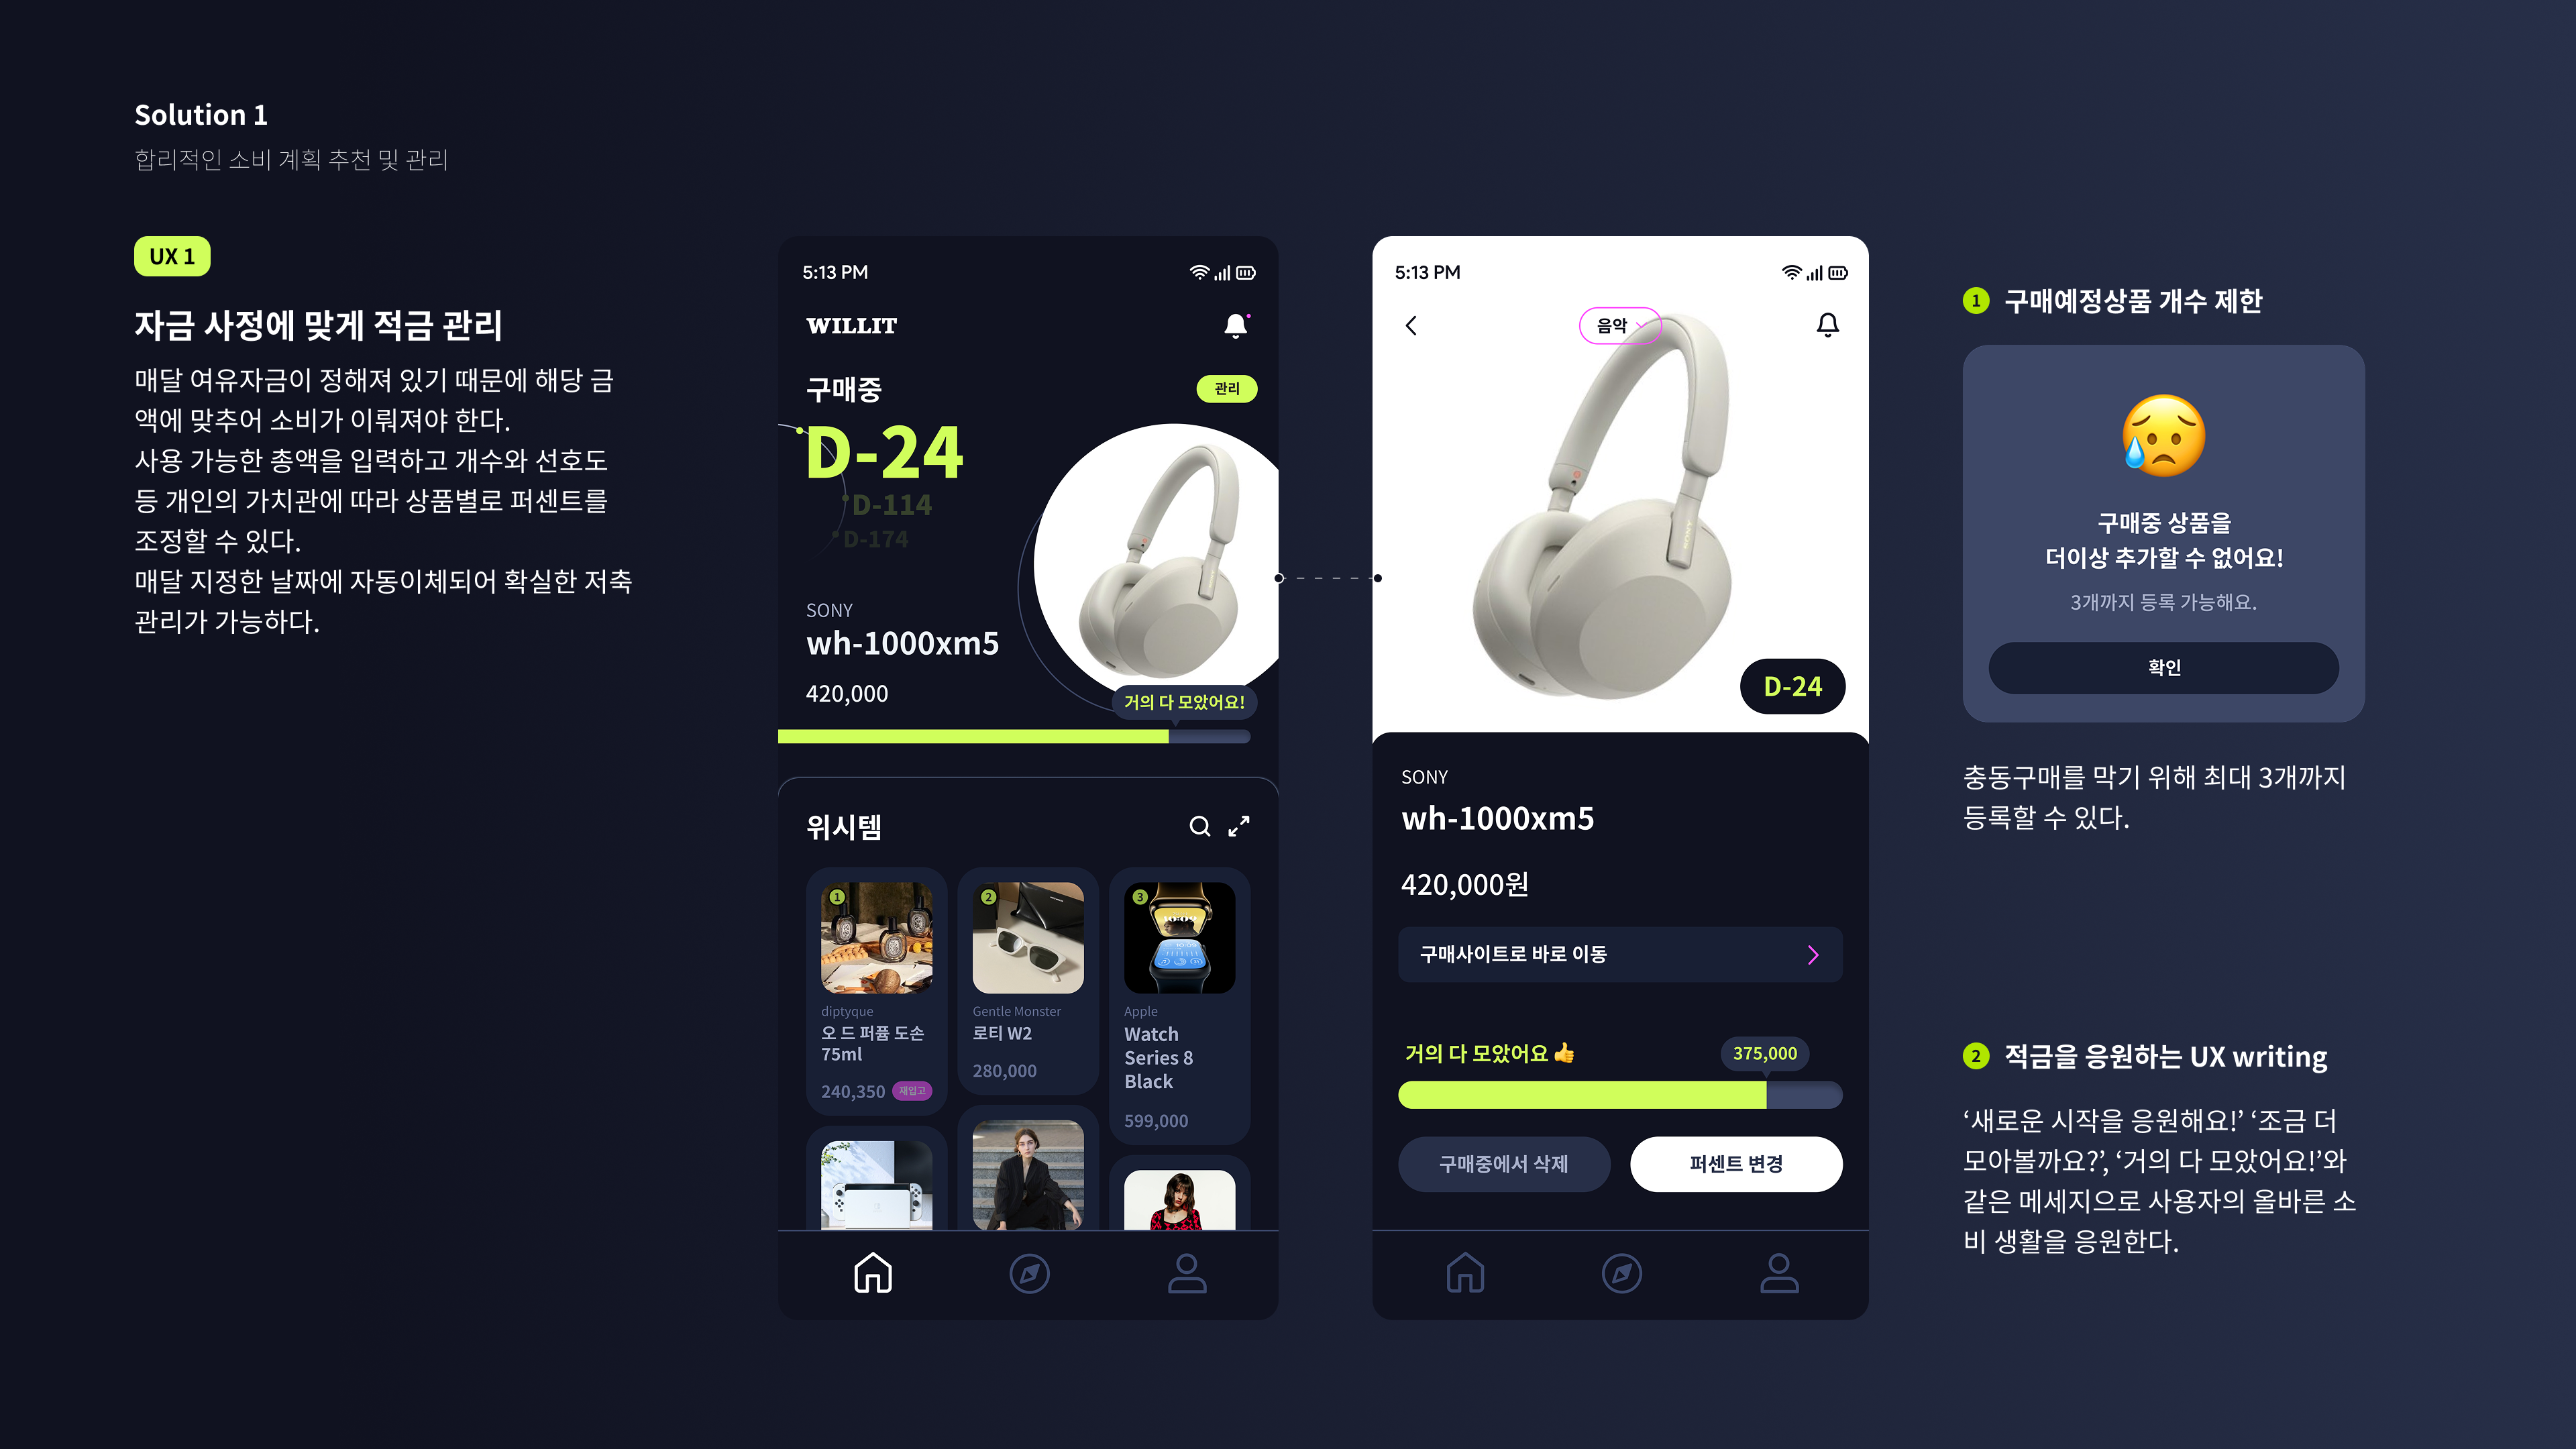 Solution 1
합리적인 소비 계획 추천 및 관리
UX 1
자금 사정에 맞게 적금 관리
매달 여유자금이 정해져 있기 때문에 해당 금
액에 맞추어 소비가 이뤄져야 한다.
사용 가능한 총액을 입력하고 개수와 선호도
등 개인의 가치관에 따라 상품별로 퍼센트를
조정할 수 있다.
매달 지정한 날짜에 자동이체되어 확실한 저축
관리가 가능하다.
5:13 PM
WILLIT
구매중
관리
D-24
D-114
D-174
SONY
wh-1000xm5
420,000
거의 다 모았어요!
위시템
1
2
3
diptyque
오 드 퍼퓸 도손
75ml
240,350 재입고
Gentle Monster
로티 W2
280,000
Apple
Watch
Series 8
Black
599,000
5:13 PM
음악
SONY
D-24
SONY
wh-1000xm5
420,000원
구매사이트로 바로 이동
거의 다 모았어요 👍
375,000
구매중에서 삭제
퍼센트 변경
1 구매예정상품 개수 제한
구매중 상품을
더이상 추가할 수 없어요!
3개까지 등록 가능해요.
확인
충동구매를 막기 위해 최대 3개까지
등록할 수 있다.
2 적금을 응원하는 UX writing
‘새로운 시작을 응원해요!’ ‘조금 더
모아볼까요?’, ‘거의 다 모았어요!’와
같은 메세지으로 사용자의 올바른 소
비 생활을 응원한다.